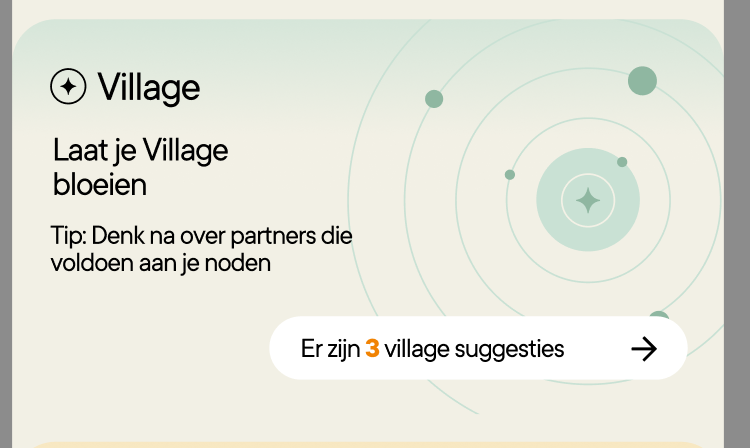 Village
Laat je Village
bloeien
Tip: Denk na over partners die
voldoen aan je noden
Er zijn 3 village suggesties